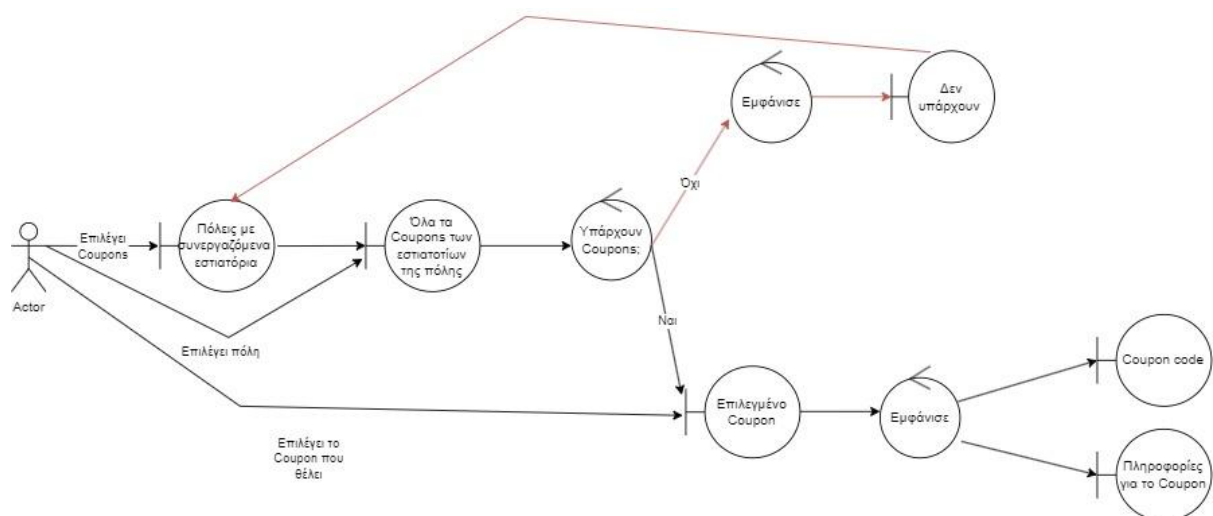 Δεν
υπάρχουν
Εμφάνισε
Όχι
Επιλέγει
Coupons
Πόλεις με
συνεργαζόμενα
εστιατόρια
Όλα τα
Coupons των
εστιατοτίων
της πόλης
Υπάρχουν
Coupons;
Actor
Επιλέγει πόλη
Ναι
Coupon code
Επιλεγμένο
Coupon
Εμφάνισε
Επιλέγει το
Coupon που
θέλει
Πληροφορίες
για το Coupon